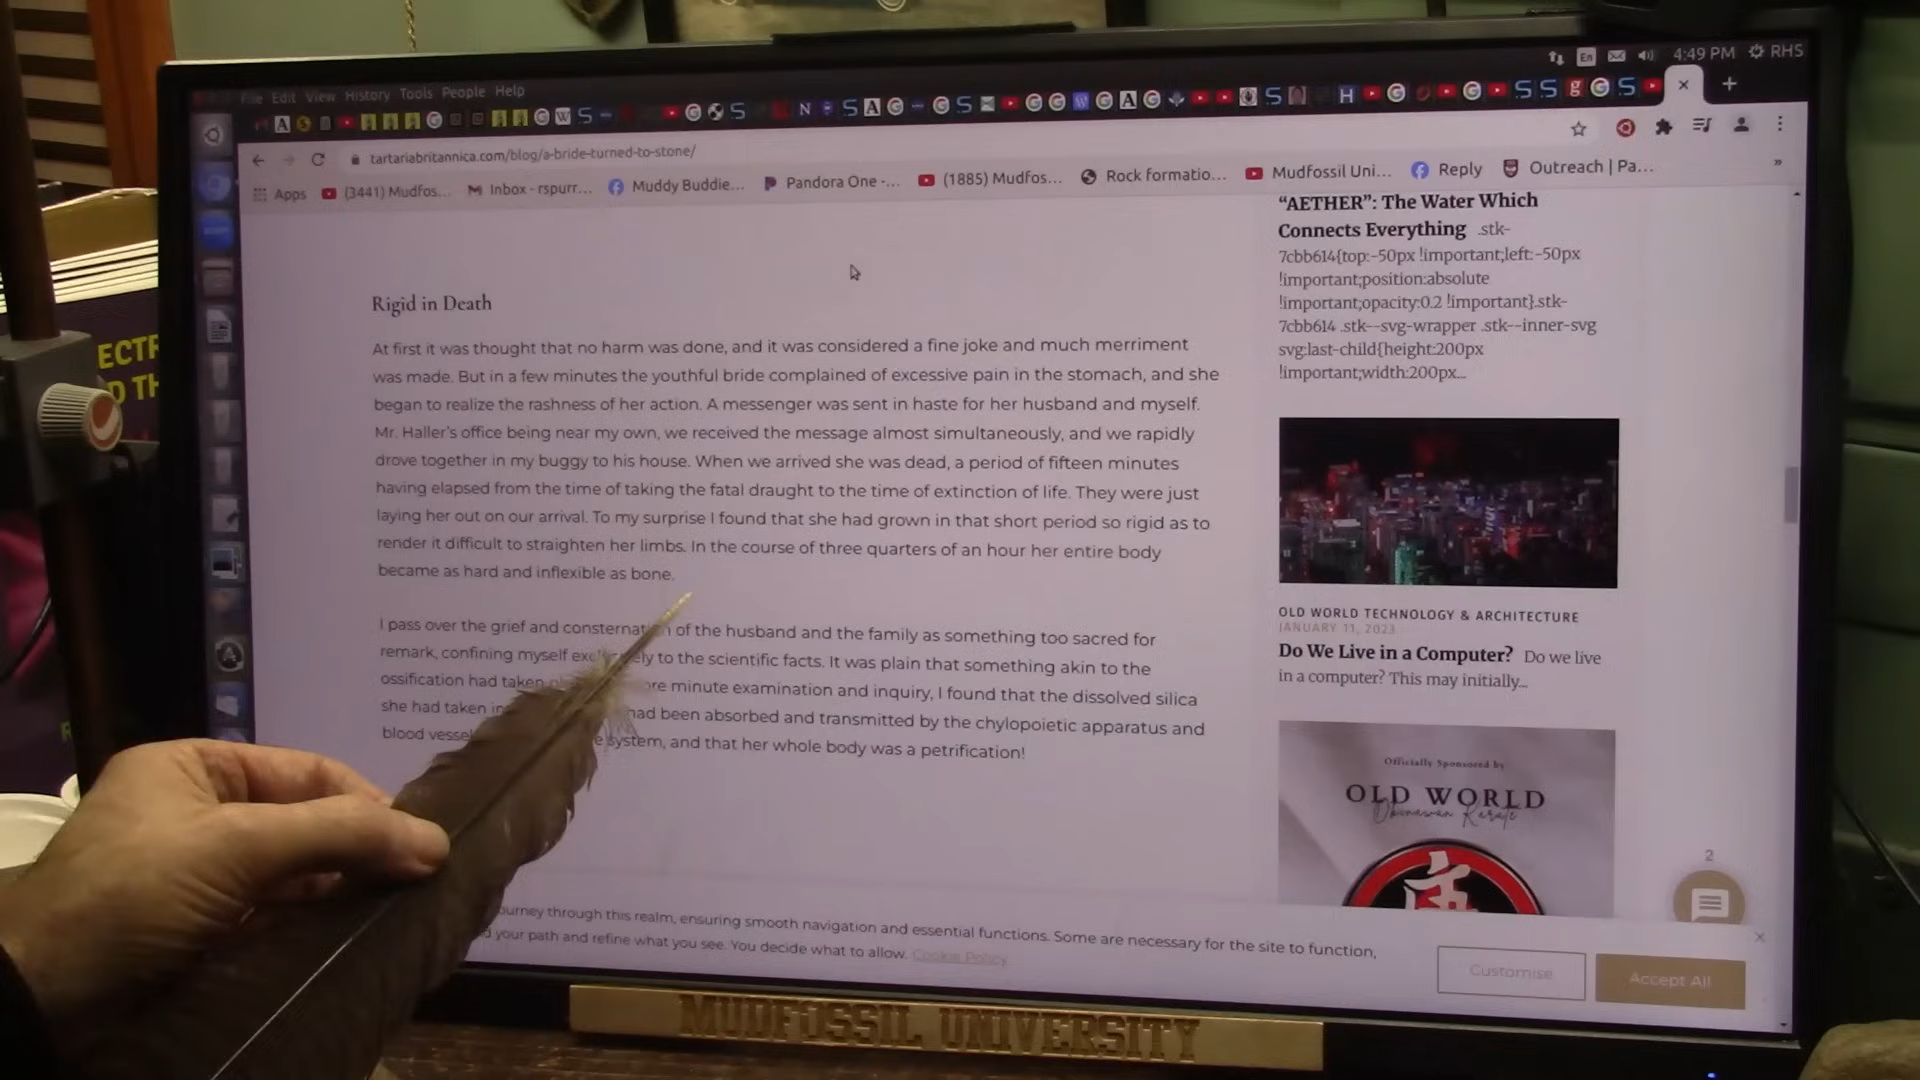 4:49 PM RHS
En
File Edit View History Tools People Help
tartariabritannica.com/blog/a-bride-turned-to-stone/
Apps (3441) Mudfos... Inbox - rspurr... Muddy Buddie... Pandora One -... (1885) Mudfos... Rock formatio... Mudfossil Uni... Reply Outreach | Pa... »
Rigid in Death
At first it was thought that no harm was done, and it was considered a fine joke and much merriment
was made. But in a few minutes the youthful bride complained of excessive pain in the stomach, and she
began to realize the rashness of her action. A messenger was sent in haste for her husband and myself.
Mr. Haller's office being near my own, we received the message almost simultaneously, and we rapidly
drove together in my buggy to his house. When we arrived she was dead, a period of fifteen minutes
having elapsed from the time of taking the fatal draught to the time of extinction of life. They were just
laying her out on our arrival. To my surprise I found that she had grown in that short period so rigid as to
render it difficult to straighten her limbs. In the course of three quarters of an hour her entire body
became as hard and inflexible as bone.
I pass over the grief and consternat of the husband and the family as something too sacred for
remark, confining myself to the scientific facts. It was plain that something akin to the
ossification had taken minute examination and inquiry, I found that the dissolved silica
she had taken had been absorbed and transmitted by the chylopoietic apparatus and
blood system, and that her whole body was a petrification!
"AETHER": The Water Which
Connects Everything .stk-
7cbb614{top:-50px !important;left:-50px
!important;position:absolute
!important;opacity:0.2 !important}.stk-
7cbb614 .stk--svg-wrapper .stk--inner-svg
svg:last-child{height:200px
!important;width:200px...
OLD WORLD TECHNOLOGY & ARCHITECTURE
JANUARY 11, 2023
Do We Live in a Computer? Do we live
in a computer? This may initially...
Officially Sponsored by
OLD WORLD
Okinawan Karate
2
ourney through this realm, ensuring smooth navigation and essential functions. Some are necessary for the site to function,
your path and refine what you see. You decide what to allow. Cookie Policy
Customise
Accept All
MUDFOSSIL UNIVERSITY
ECTR
D TH